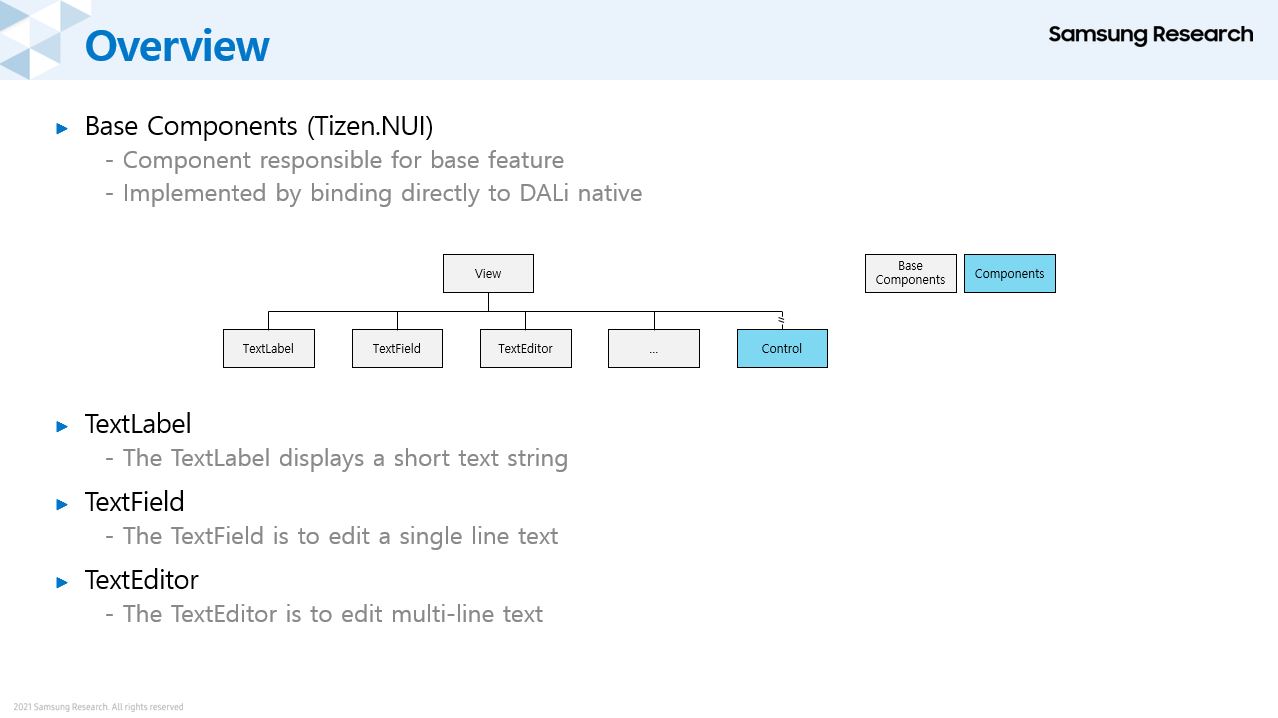 Overview
Samsung Research
Base Components (Tizen.NUI)
- Component responsible for base feature
- Implemented by binding directly to DALi native
View
Base
Components
Components
TextLabel
TextField
TextEditor
...
Control
TextLabel
- The TextLabel displays a short text string
TextField
- The TextField is to edit a single line text
TextEditor
- The TextEditor is to edit multi-line text
2021 Samsung Research. All rights reserved